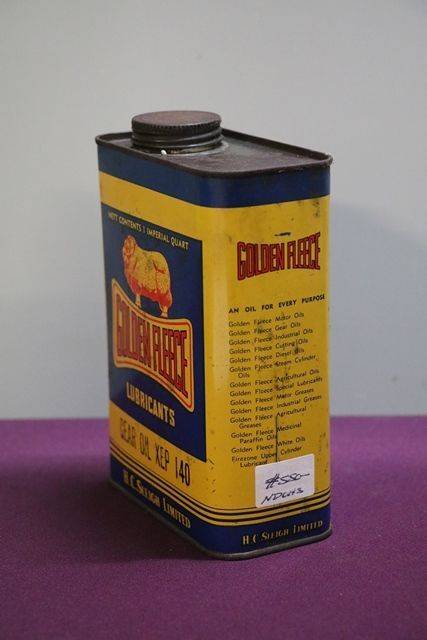 NETT CONTENTS 1 IMPERIAL QUART
GOLDEN FLEECE
LUBRICANTS
GEAR OIL XEP 140
H.C. SLEIGH LIMITED
GOLDEN FLEECE
AN OIL FOR EVERY PURPOSE
Golden Fleece Motor Oils
Golden Fleece Gear Oils
Golden Fleece Industrial Oils
Golden Fleece Cutting Oils
Golden Fleece Diesel Oils
Golden Fleece Steam Cylinder
Oils
Golden Fleece Agricultural Oils
Golden Fleece Special Lubricants
Golden Fleece Motor Greases
Golden Fleece Industrial Greases
Golden Fleece Agricultural
Greases
Golden Fleece Medicinal
Paraffin Oils
Golden Fleece White Oils
Firezone Upper Cylinder
Lubricant
H.C. SLEIGH LIMITED